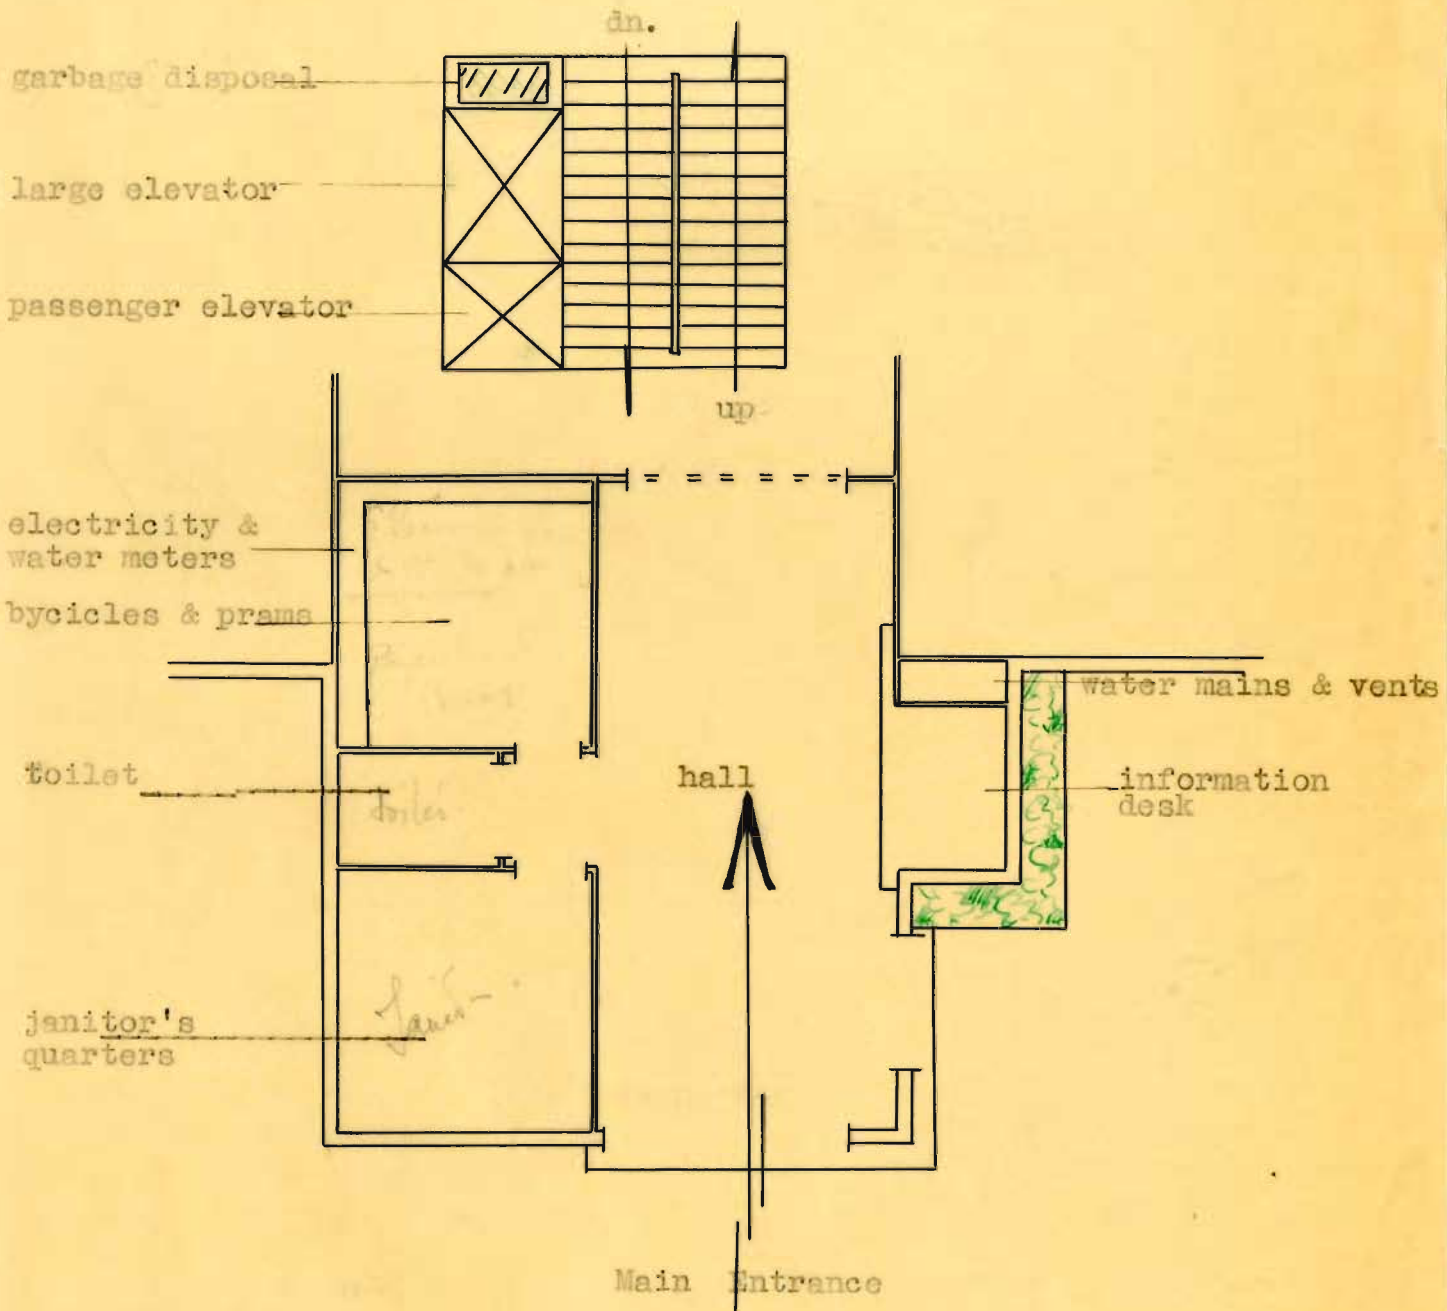 dn.
garbage disposal
large elevator
passenger elevator
up
electricity &
water meters
bycicles & prams
water mains & vents
toilet
hall
information
desk
janitor's
quarters
Main Entrance